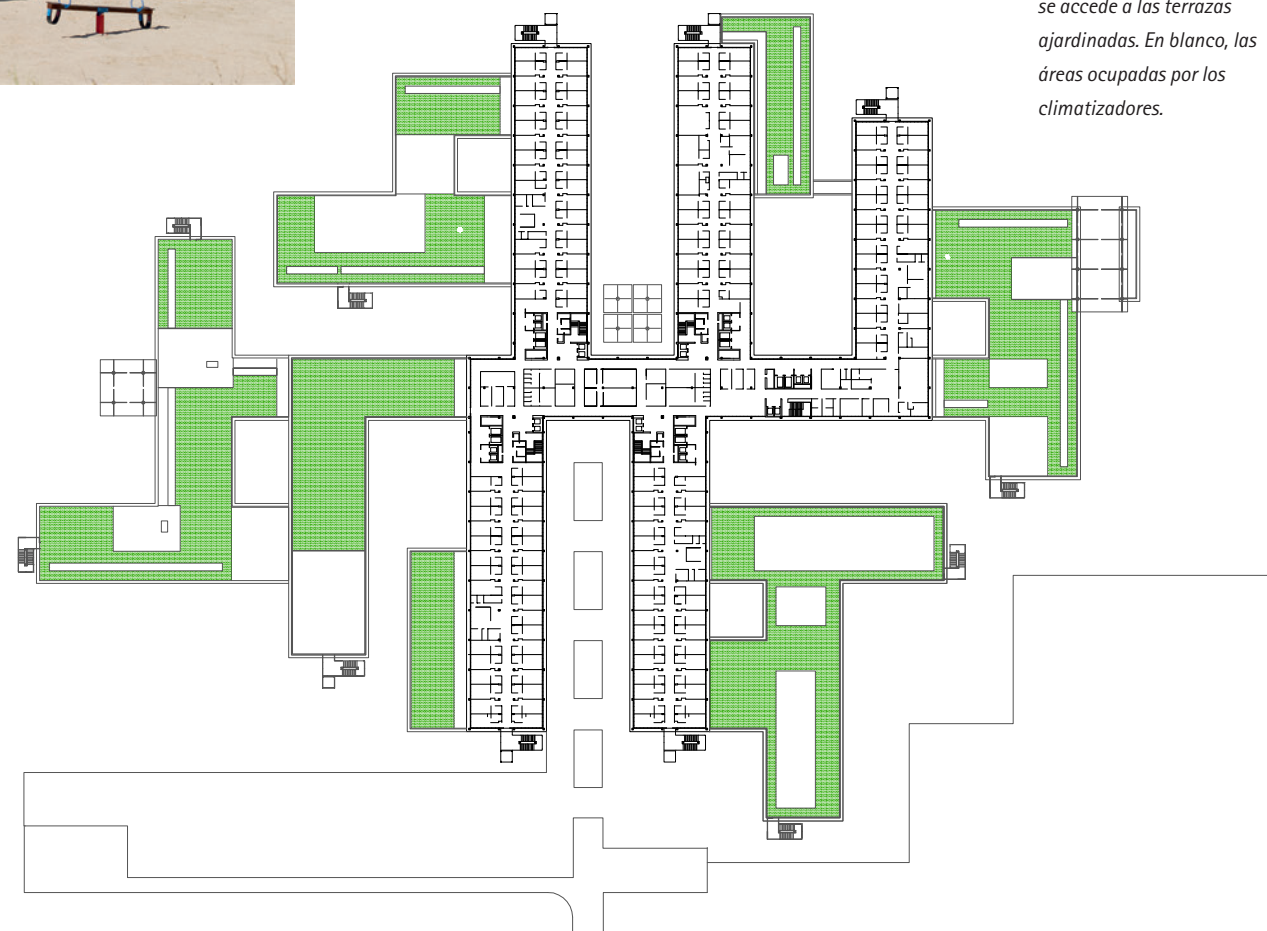 se accede a las terrazas
ajardinadas. En blanco, las
áreas ocupadas por los
climatizadores.